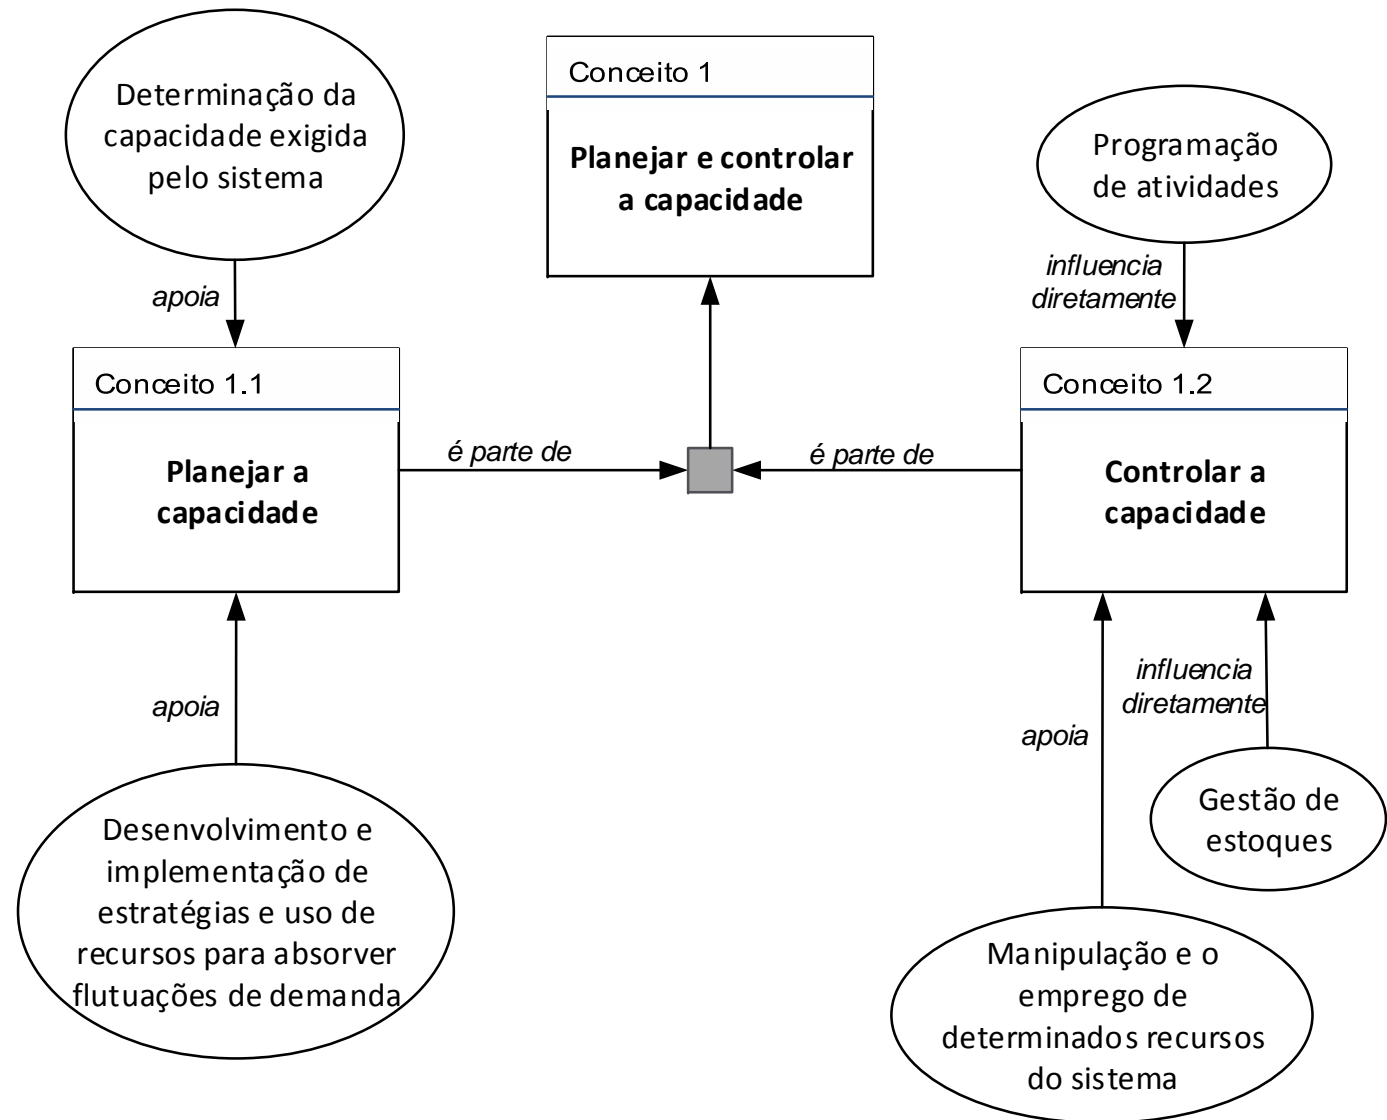 Determinação da
capacidade exigida
pelo sistema
Conceito 1
Planejar e controlar
a capacidade
Programação
de atividades
apoia
influencia
diretamente
Conceito 1.1
Planejar a
capacidade
é parte de
é parte de
Conceito 1.2
Controlar a
capacidade
apoia
Desenvolvimento e
implementação de
estratégias e uso de
recursos para absorver
flutuações de demanda
apoia
influencia
diretamente
Gestão de
estoques
Manipulação e o
emprego de
determinados recursos
do sistema